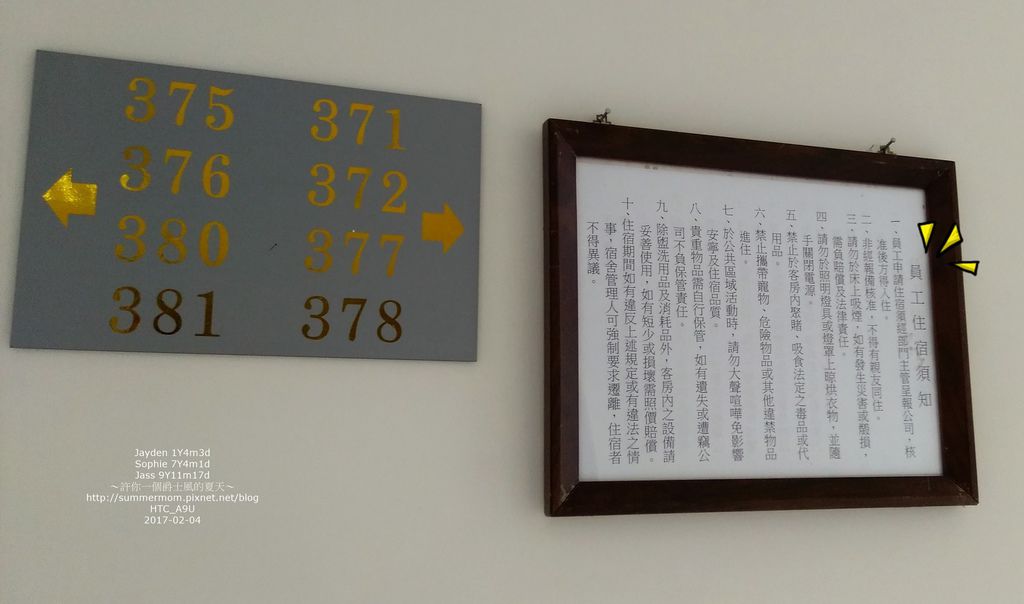 375
376
380
381
371
372
377
378
員工住宿須知
一、員工申請住宿須經部門主管呈報公司，核
准後方得入住。
二、非經報備核准，不得有親友同住。
三、請勿於床上吸煙，如有發生災害或毀損，
需負賠償及法律責任。
四、請勿於照明燈具或燈罩上晾烘衣物，並隨
手關閉電源。
五、禁止於客房內聚賭、吸食法定之毒品或代
用品。
六、禁止攜帶寵物、危險物品或其他違禁物品
進住。
七、於公共區域活動時，請勿大聲喧嘩免影響
安寧及住宿品質。
八、貴重物品需自行保管，如有遺失或遭竊公
司不負保管責任。
九、除盥洗用品及消耗品外，客房內之設備請
妥善使用，如有短少或損壞需照價賠償。
十、住宿期間如有違反上述規定或有違法之情
事，宿舍管理人可強制要求遷離，住宿者
不得異議。
Jayden 1Y4m3d
Sophie 7Y4m1d
Jass 9Y11m17d
～許你一個爵士風的夏天～
http://summermom.pixnet.net/blog
HTC_A9U
2017-02-04